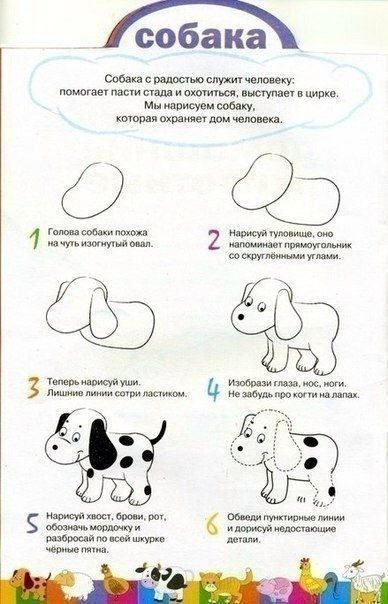 собака
Собака с радостью служит человеку:
помогает пасти стада и охотиться, выступает в цирке.
Мы нарисуем собаку,
которая охраняет дом человека.
1 Голова собаки похожа
на чуть изогнутый овал.
2 Нарисуй туловище, оно
напоминает прямоугольник
со скруглёнными углами.
3 Теперь нарисуй уши.
Лишние линии сотри ластиком.
4 Изобрази глаза, нос, ноги.
Не забудь про когти на лапах.
5 Нарисуй хвост, брови, рот,
обозначь мордочку и
разбросай по всей шкурке
чёрные пятна.
6 Обведи пунктирные линии
и дорисуй недостающие
детали.